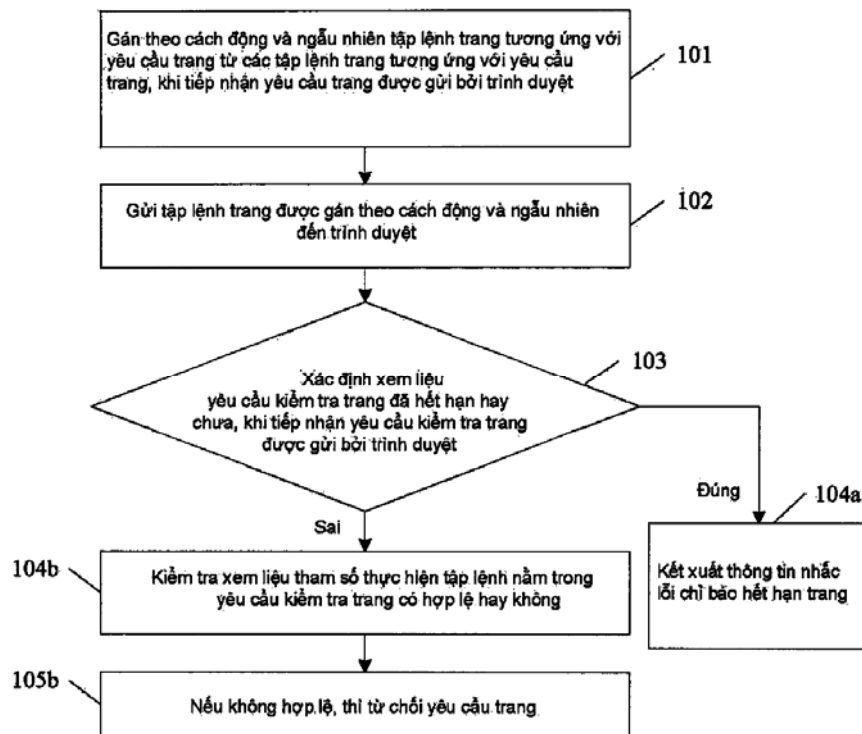 Gán theo cách động và ngẫu nhiên tập lệnh trang tương ứng với
yêu cầu trang từ các tập lệnh trang tương ứng với yêu cầu
trang, khi tiếp nhận yêu cầu trang được gửi bởi trình duyệt
101
Gửi tập lệnh trang được gán theo cách động và ngẫu nhiên
đến trình duyệt
102
Xác định xem liệu
yêu cầu kiểm tra trang đã hết hạn hay
chưa, khi tiếp nhận yêu cầu kiểm tra trang
được gửi bởi trình duyệt
103
Đúng
104a
Sai
Kết xuất thông tin nhắc
lỗi chỉ báo hết hạn trang
104b
Kiểm tra xem liệu tham số thực hiện tập lệnh nằm trong
yêu cầu kiểm tra trang có hợp lệ hay không
105b
Nếu không hợp lệ, thì từ chối yêu cầu trang